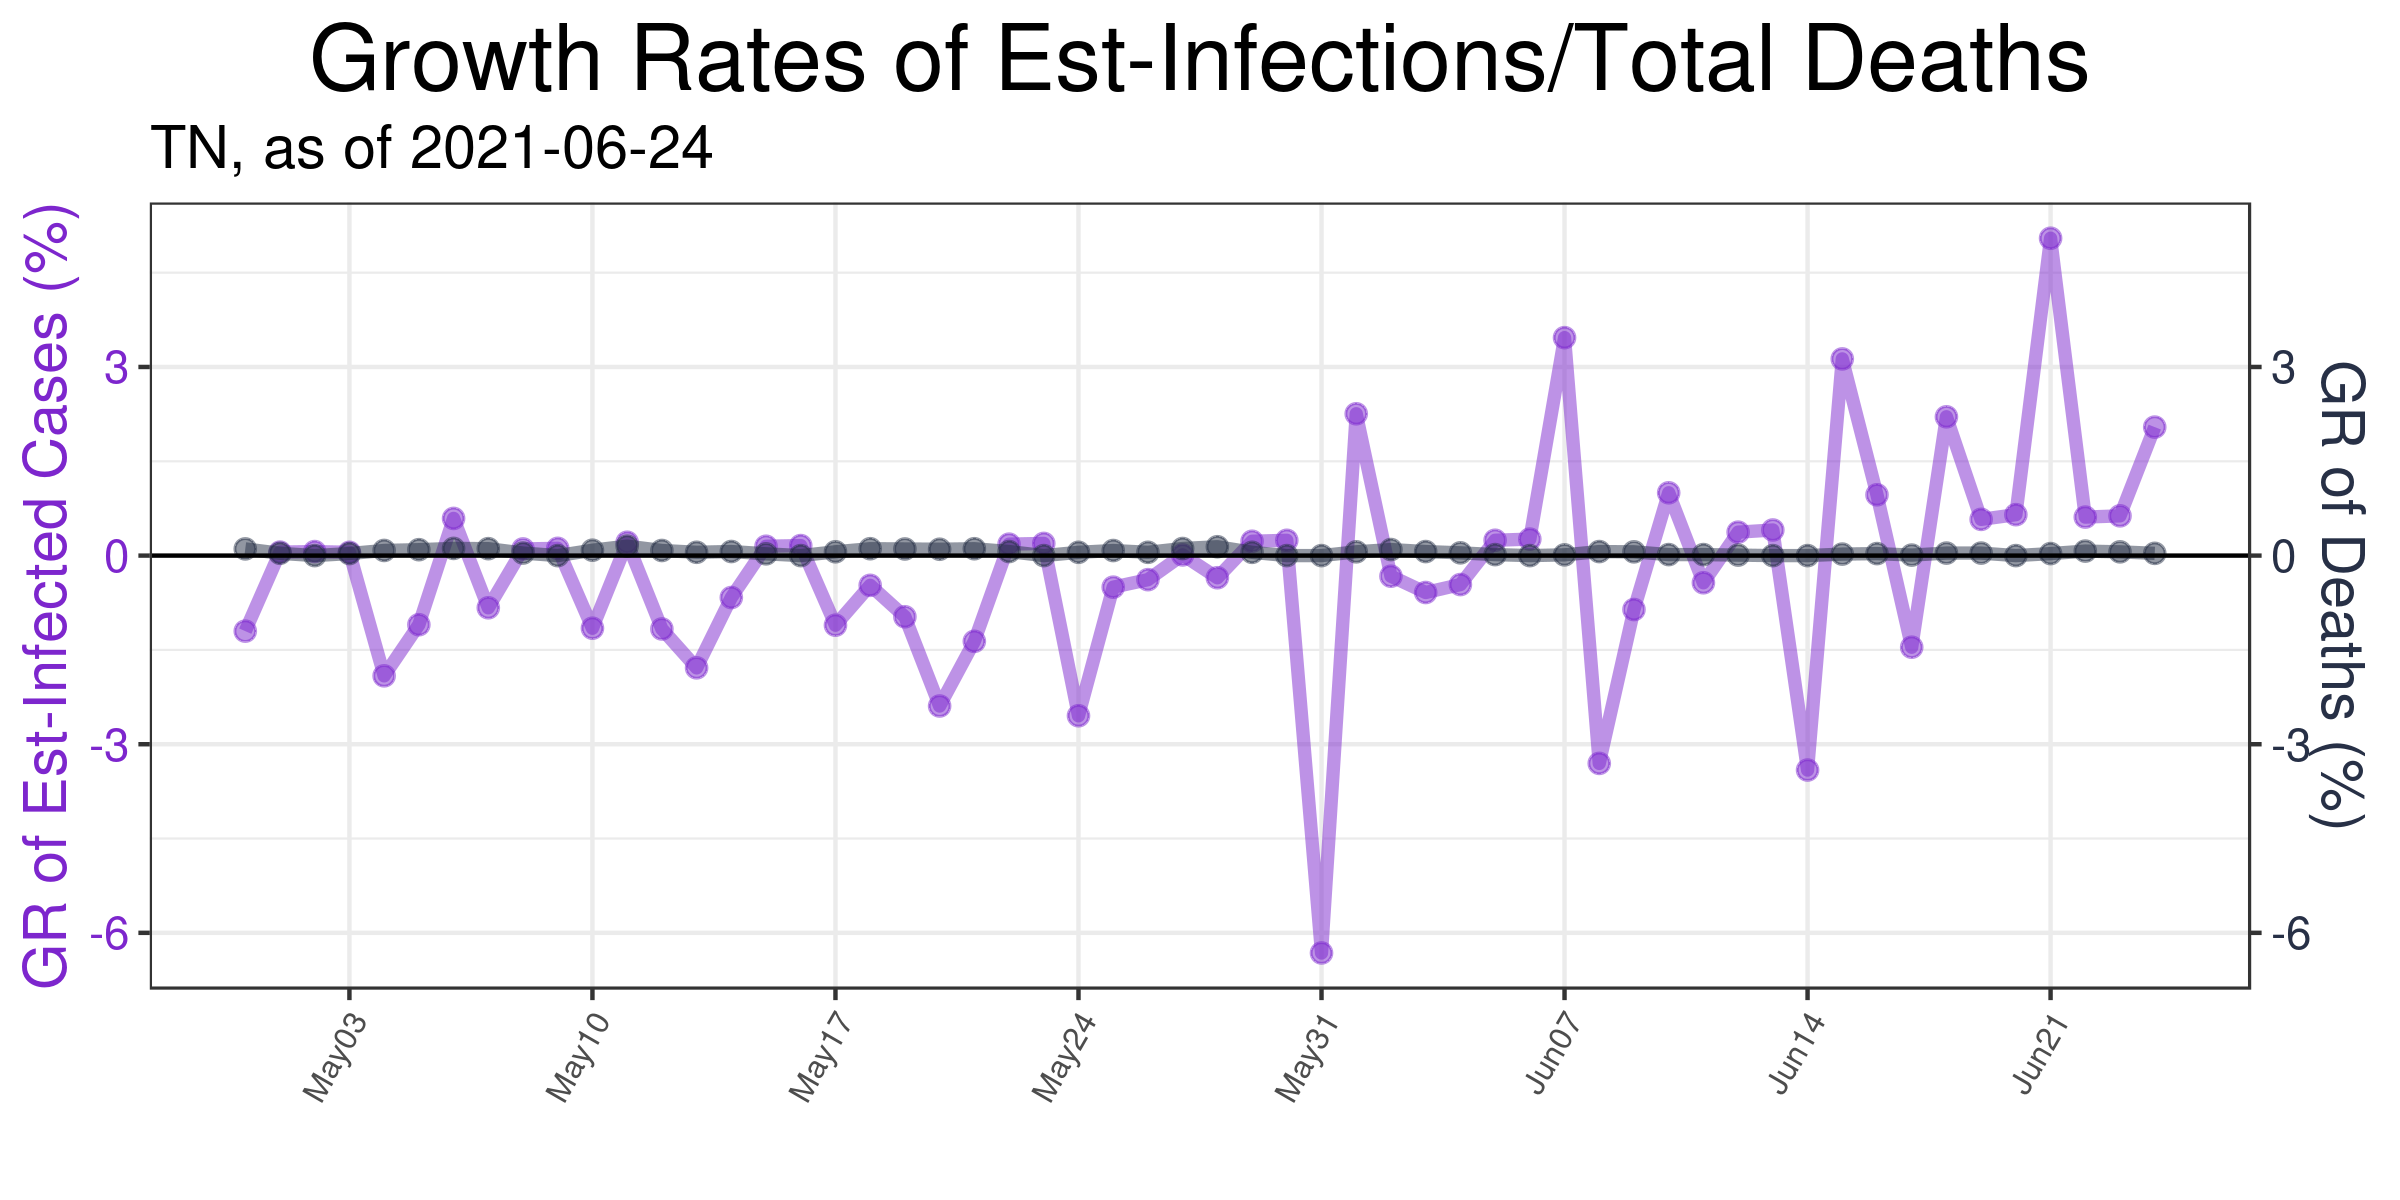 Growth Rates of Est-Infections/Total Deaths
TN, as of 2021-06-24
GR of Est-Infected Cases (%)
3
0
-3
-6
3
0
-3
-6
GR of Deaths (%)
May03
May10
May17
May24
May31
Jun07
Jun14
Jun21